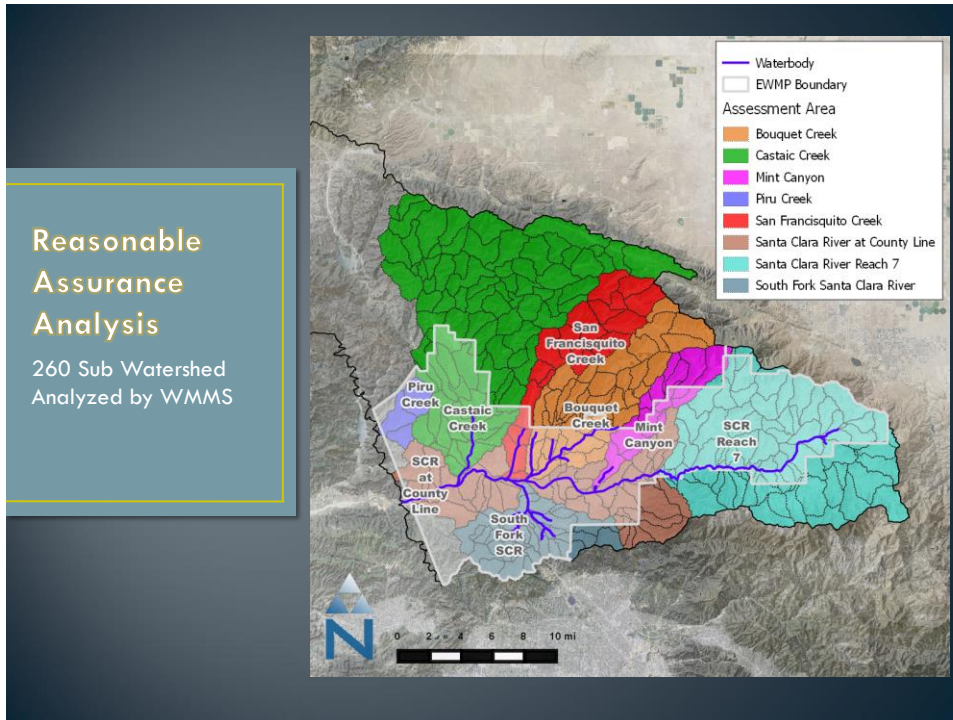 Reasonable
Assurance
Analysis
260 Sub Watershed
Analyzed by WMMS
Waterbody
EWMP Boundary
Assessment Area
Bouquet Creek
Castaic Creek
Mint Canyon
Piru Creek
San Francisquito Creek
Santa Clara River at County Line
Santa Clara River Reach 7
South Fork Santa Clara River
San
Francisquito
Creek
Piru
Creek
Castaic
Creek
Bouquet
Creek
Mint
Canyon
SCR
Reach
7
SCR
at
County
Line
South
Fork
SCR
N
0 2 4 6 8 10 mi